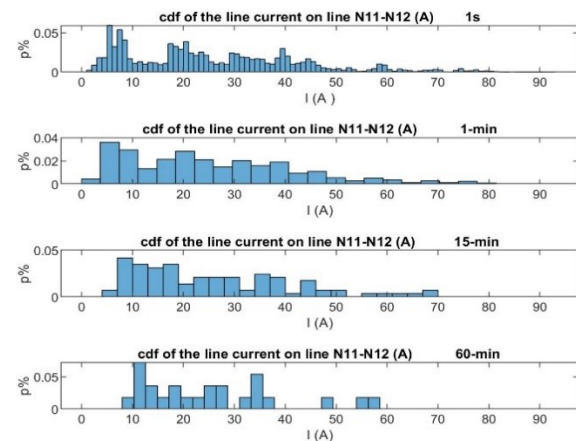 cdf of the line current on line N11-N12 (A) 1s
0.05
0
p%
0 10 20 30 40 50 60 70 80 90
I (A )
cdf of the line current on line N11-N12 (A) 1-min
0.04
0.02
0
p%
0 10 20 30 40 50 60 70 80 90
I (A)
cdf of the line current on line N11-N12 (A) 15-min
0.05
0
p%
0 10 20 30 40 50 60 70 80 90
I (A)
cdf of the line current on line N11-N12 (A) 60-min
0.05
0
p%
0 10 20 30 40 50 60 70 80 90
I (A )